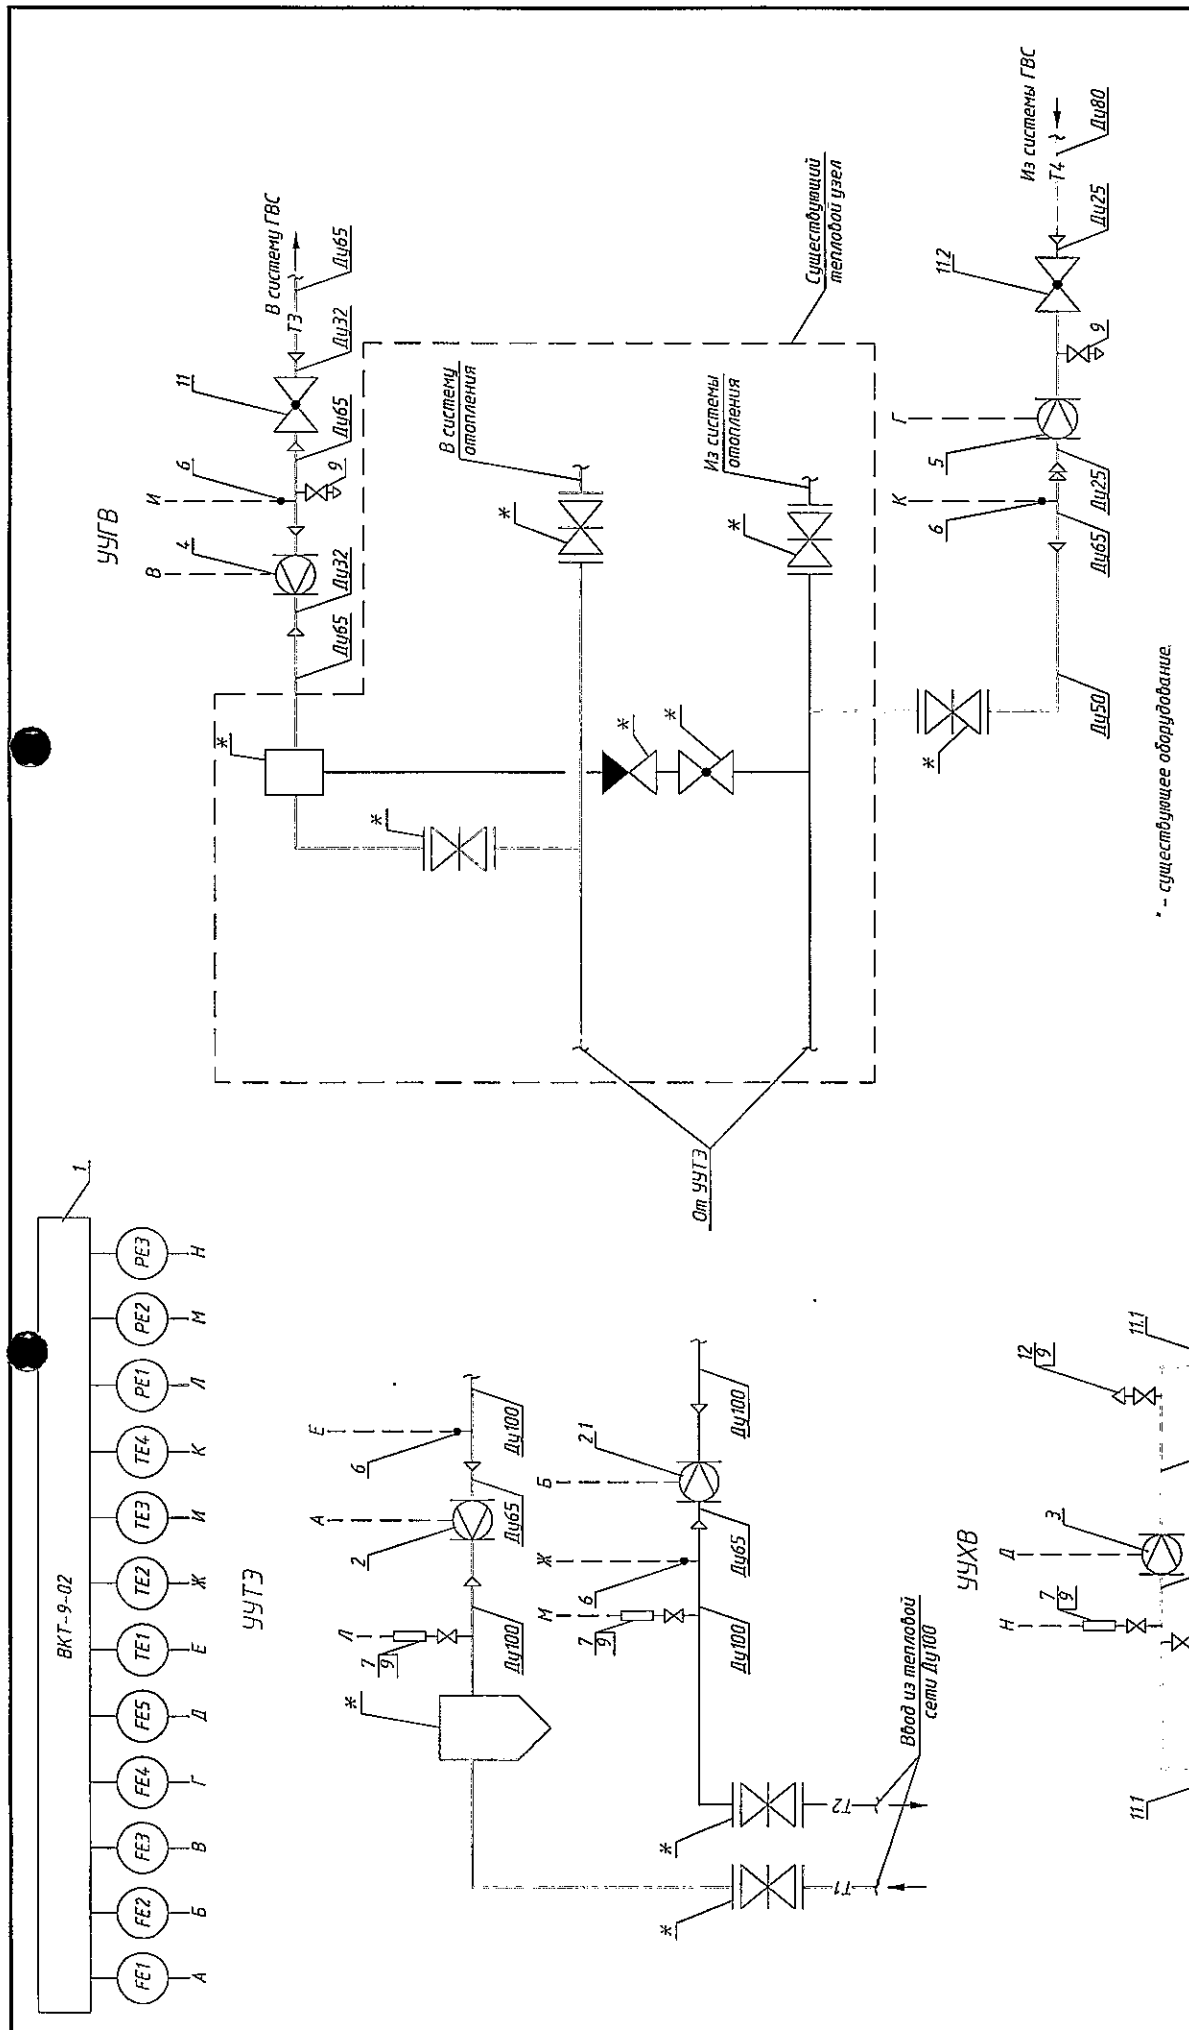 ВКТ-9-02
1
FE1
FE2
FE3
FE4
FE5
TE1
TE2
TE3
TE4
PE1
PE2
PE3
А
Б
В
Г
Д
Е
Ж
И
К
Л
М
Н
УУТЭ
*
Л
7
9
Ду100
А
2
Ду65
Е
6
Ду100
М
7
9
Ж
6
Ду100
Ду65
Б
2.1
Ду100
*
*
Т1
Т2
Ввод из тепловой
сети Ду100
УУХВ
Н
7
9
Д
3
12
9
11.1
11.1
УУГВ
В
4
И
6
11
9
Ду65
Ду32
Ду65
Ду32
Т3
Ду65
В систему ГВС
*
*
*
*
*
*
В систему
отопления
Из системы
отопления
Существующий
тепловой узел
От УУТЭ
*
Ду50
К
6
Ду65
Г
5
Ду25
9
11.2
Ду25
Т4
Ду80
Из системы ГВС
* - существующее оборудование.